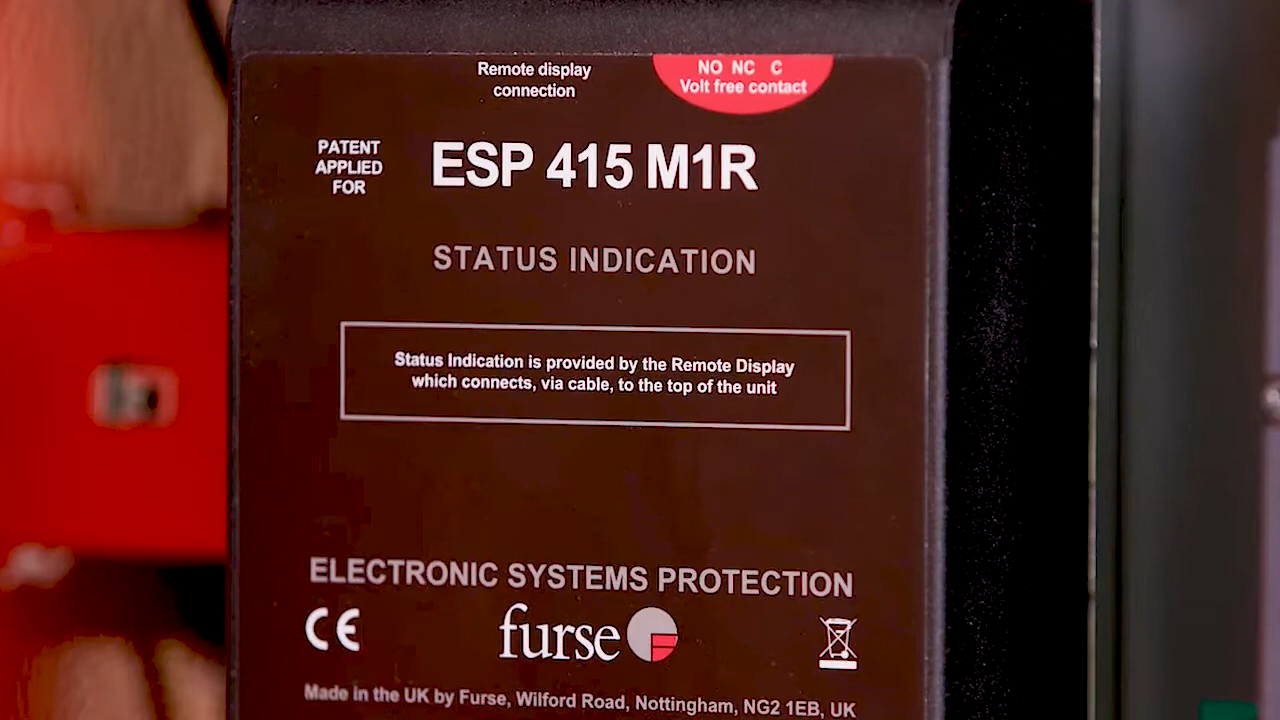 Remote display
connection
NO NC C
Volt free contact
PATENT
APPLIED
FOR
ESP 415 M1R
STATUS INDICATION
Status Indication is provided by the Remote Display
which connects, via cable, to the top of the unit
ELECTRONIC SYSTEMS PROTECTION
CE
furse
Made in the UK by Furse, Wilford Road, Nottingham, NG2 1EB, UK